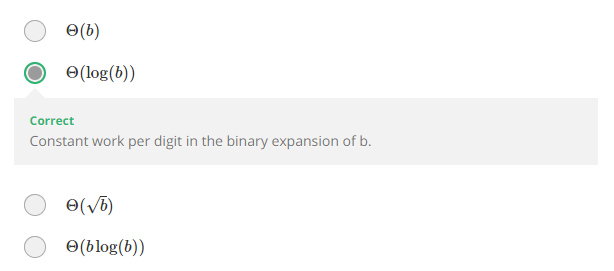 Θ(b)
Θ(log(b))
Correct
Constant work per digit in the binary expansion of b.
Θ(√b)
Θ(b log(b))